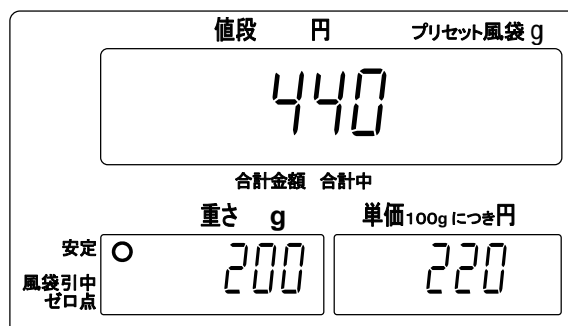 値段 円 プリセット風袋 g
440
合計金額 合計中
重さ g 単価100gにつき円
安定 200 220
風袋引中
ゼロ点